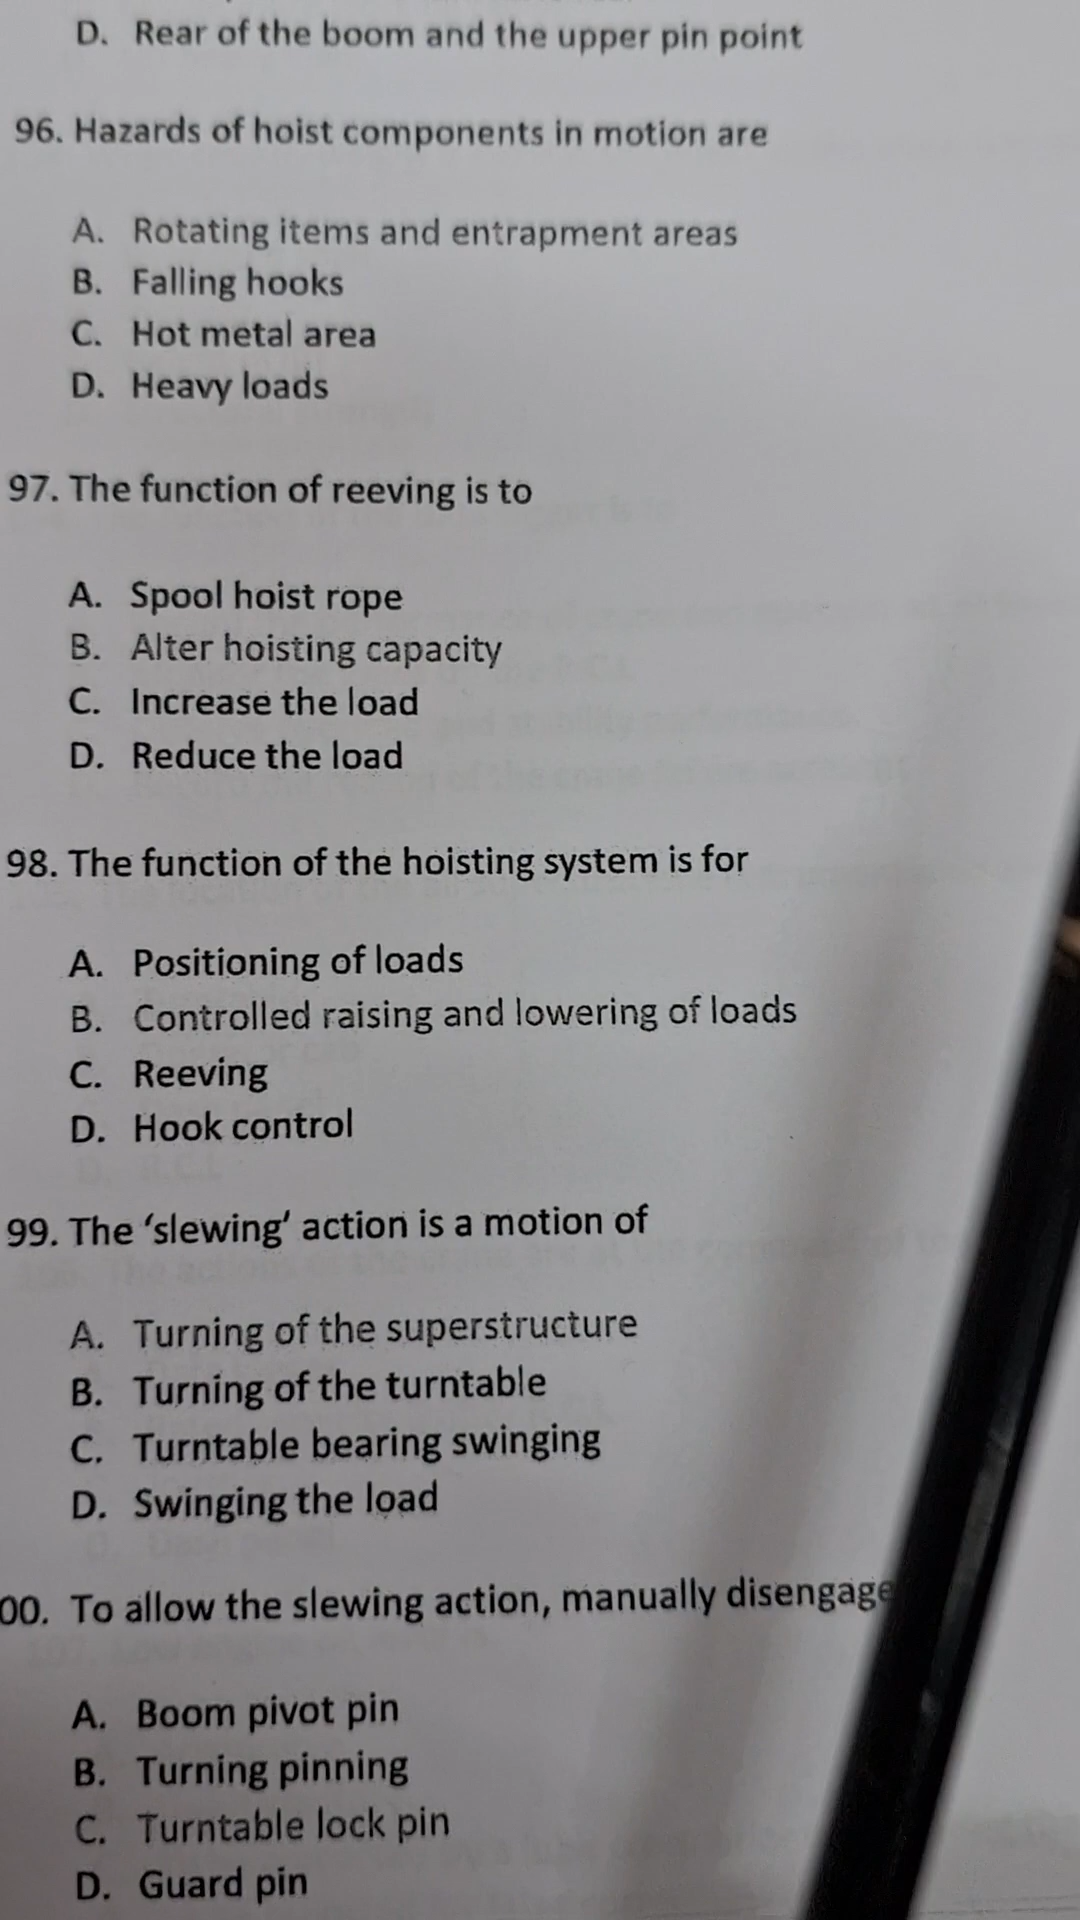 D. Rear of the boom and the upper pin point
96. Hazards of hoist components in motion are
A. Rotating items and entrapment areas
B. Falling hooks
C. Hot metal area
D. Heavy loads
97. The function of reeving is to
A. Spool hoist rope
B. Alter hoisting capacity
C. Increase the load
D. Reduce the load
98. The function of the hoisting system is for
A. Positioning of loads
B. Controlled raising and lowering of loads
C. Reeving
D. Hook control
99. The ‘slewing’ action is a motion of
A. Turning of the superstructure
B. Turning of the turntable
C. Turntable bearing swinging
D. Swinging the load
00. To allow the slewing action, manually disengage
A. Boom pivot pin
B. Turning pinning
C. Turntable lock pin
D. Guard pin